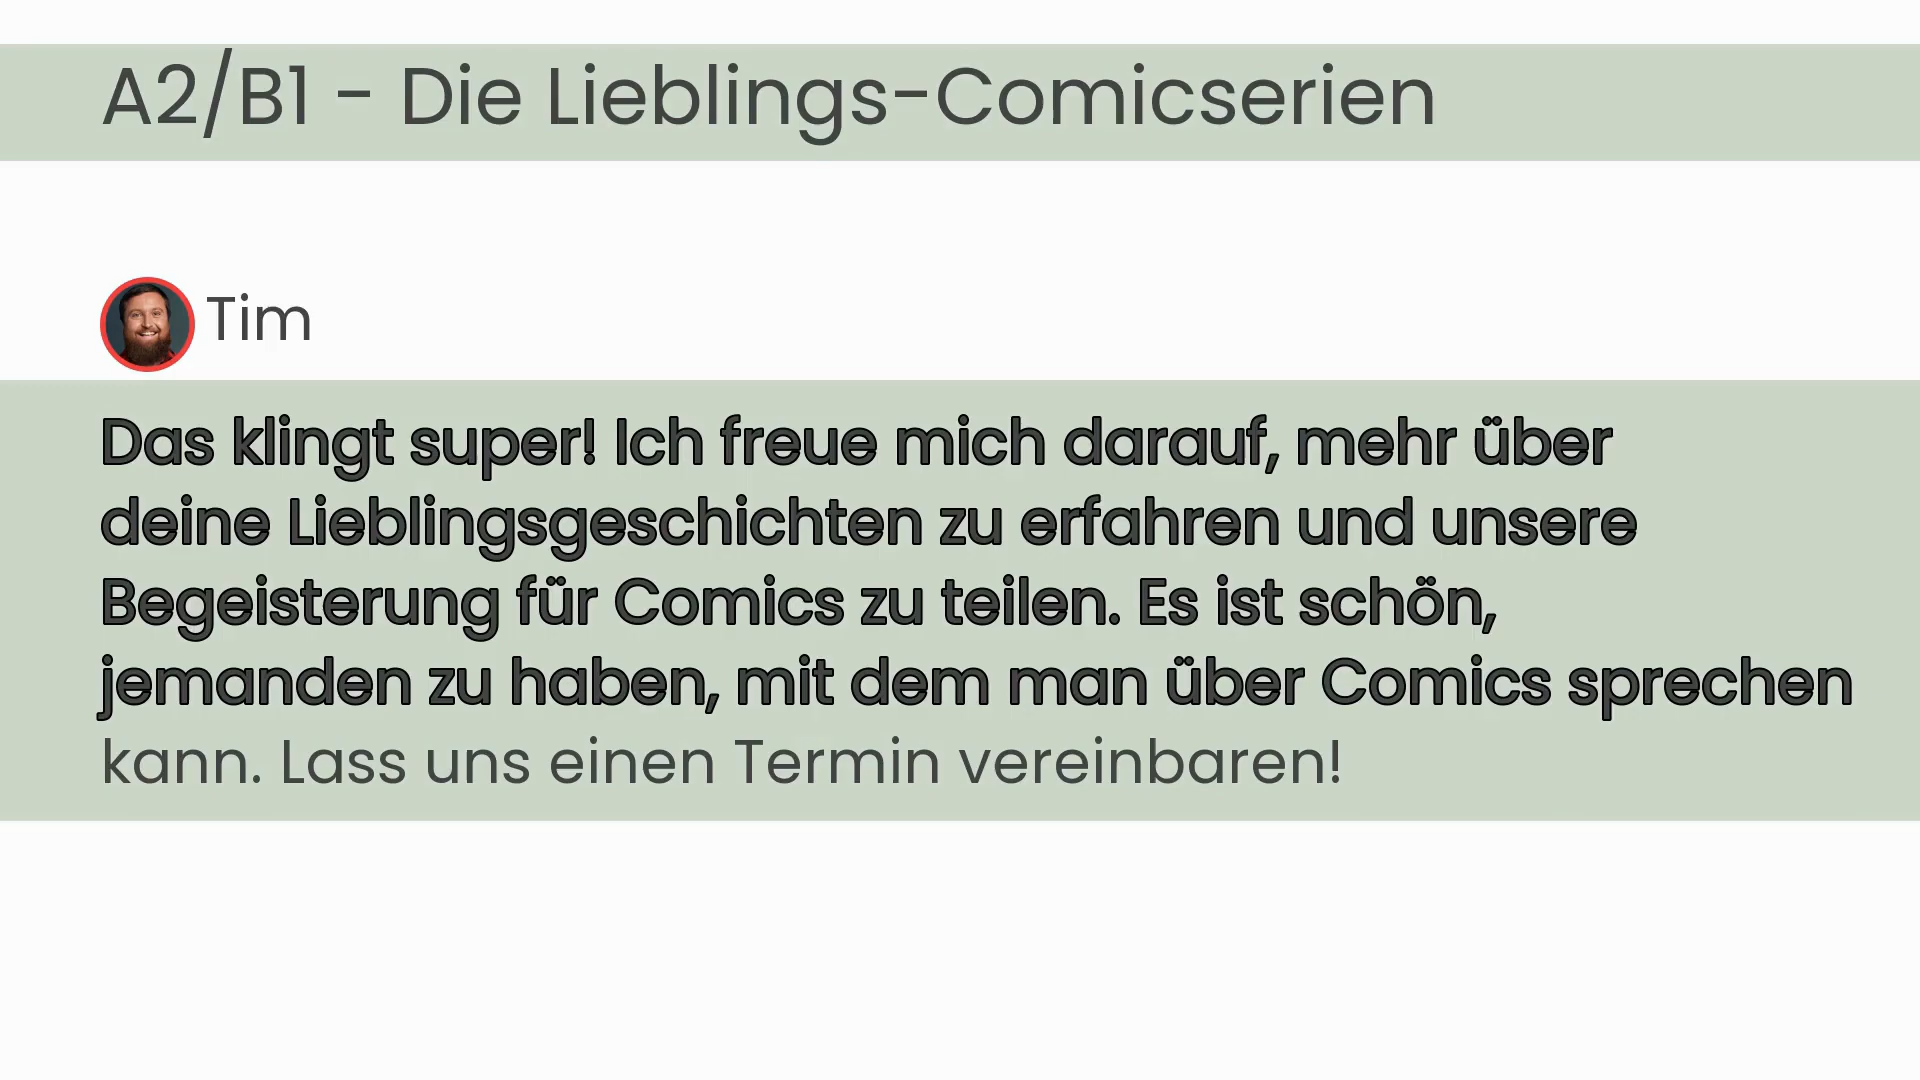 A2/B1 - Die Lieblings-Comicserien
Tim
Das klingt super! Ich freue mich darauf, mehr über
deine Lieblingsgeschichten zu erfahren und unsere
Begeisterung für Comics zu teilen. Es ist schön,
jemanden zu haben, mit dem man über Comics sprechen
kann. Lass uns einen Termin vereinbaren!